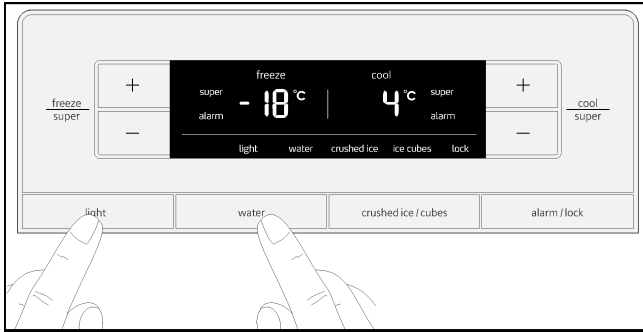 freeze cool
super - 18 °C 4 °C super
alarm alarm
light water crushed ice ice cubes lock
+ +
freeze cool
super super
– –
light water crushed ice / cubes alarm / lock